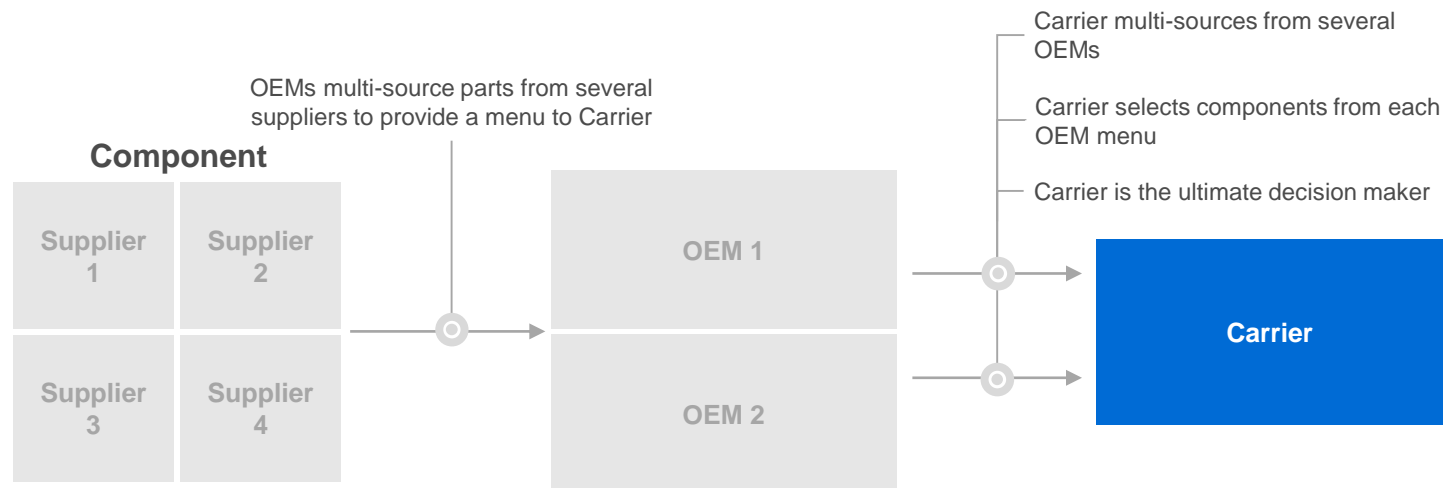 Carrier multi-sources from several
OEMs
OEMs multi-source parts from several
suppliers to provide a menu to Carrier
Carrier selects components from each
OEM menu
Component
Carrier is the ultimate decision maker
Supplier
1
Supplier
2
OEM 1
Carrier
Supplier
3
Supplier
4
OEM 2